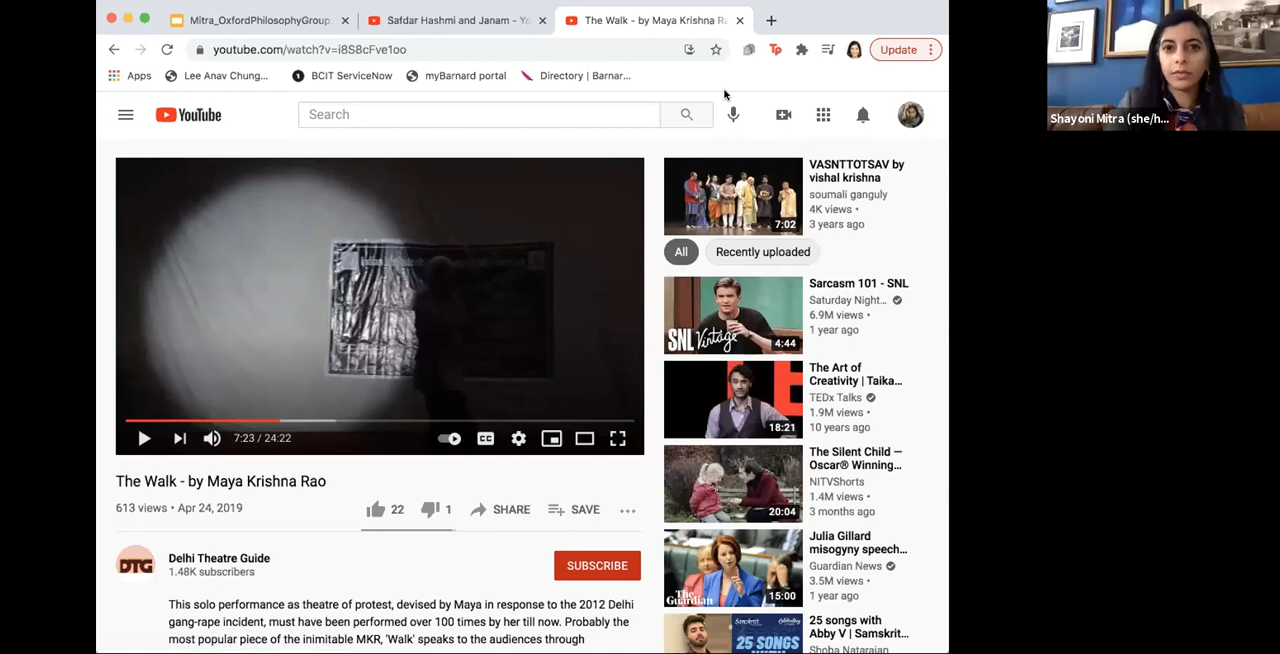 Mitra_OxfordPhilosophyGroup.
Safdar Hashmi and Janam - Yo
The Walk - by Maya Krishna Ra
youtube.com/watch?v=i8S8cFve1oo
Tp
Update
Apps
Lee Anav Chung...
BCIT ServiceNow
myBarnard portal
Directory | Barnar...
YouTube
Search
Shayoni Mitra (she/h...
7:23 / 24:22
CC
The Walk - by Maya Krishna Rao
613 views • Apr 24, 2019
22
1
SHARE
SAVE
DTG
Delhi Theatre Guide
1.48K subscribers
SUBSCRIBE
This solo performance as theatre of protest, devised by Maya in response to the 2012 Delhi
gang-rape incident, must have been performed over 100 times by her till now. Probably the
most popular piece of the inimitable MKR, 'Walk' speaks to the audiences through
7:02
VASNTTOTSAV by
vishal krishna
soumali ganguly
4K views •
3 years ago
All
Recently uploaded
SNL Vintage
4:44
Sarcasm 101 - SNL
Saturday Night...
6.9M views •
1 year ago
18:21
The Art of
Creativity | Taika...
TEDx Talks
1.9M views •
10 years ago
20:04
The Silent Child —
Oscar® Winning...
NITVShorts
1.4M views •
3 months ago
The
Guardian
15:00
Julia Gillard
misogyny speech...
Guardian News
3.5M views •
1 year ago
25 SONGS
25 songs with
Abby V | Samskrit...
Shoba Natarajan